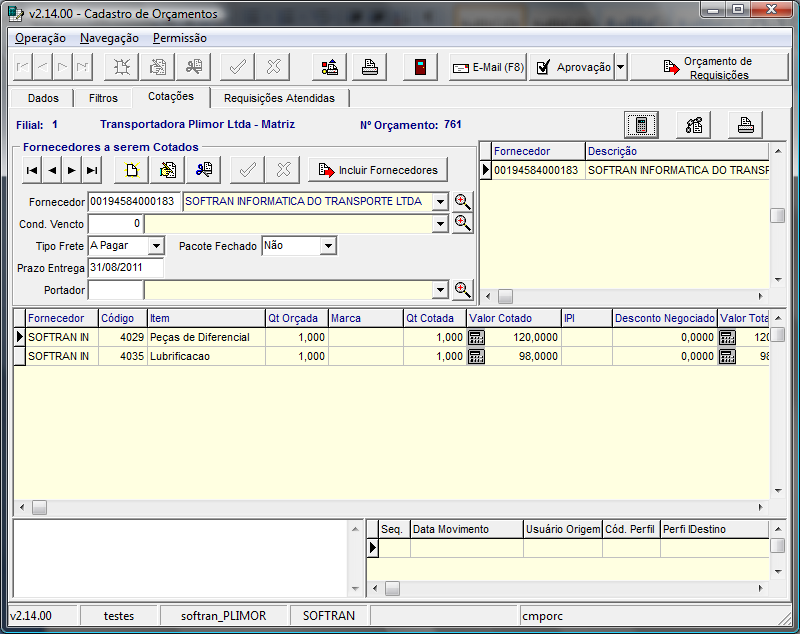 v2.14.00 - Cadastro de Orçamentos
Operação Navegação Permissão
E-Mail (F8) Aprovação Orçamento de Requisições
Dados Filtros Cotações Requisições Atendidas
Filial: 1 Transportadora Plimor Ltda - Matriz Nº Orçamento: 761
Fornecedores a serem Cotados
Incluir Fornecedores
Fornecedor 00194584000183 SOFTRAN INFORMATICA DO TRANSPORTE LTDA
Cond. Vencto 0
Tipo Frete A Pagar Pacote Fechado Não
Prazo Entrega 31/08/2011
Portador
Fornecedor Descrição
00194584000183 SOFTRAN INFORMATICA DO TRANSP
Fornecedor Código Item Qt Orçada Marca Qt Cotada Valor Cotado IPI Desconto Negociado Valor Tota
SOFTRAN IN 4029 Peças de Diferencial 1,000 1,000 120,0000 0,0000 120
SOFTRAN IN 4035 Lubrificacao 1,000 1,000 98,0000 0,0000 98
Seq. Data Movimento Usuário Origem Cód. Perfil Perfi lDestino
v2.14.00 testes softran_PLIMOR SOFTRAN cmporc